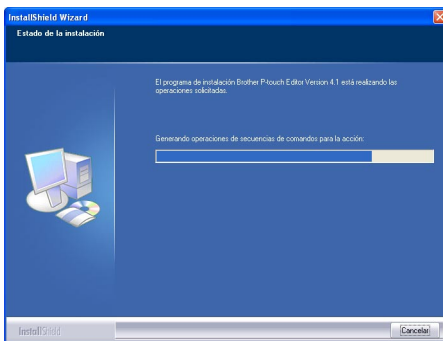 InstallShield Wizard
Estado de la instalación
El programa de instalación Brother P-touch Editor Version 4.1 está realizando las
operaciones solicitadas.
Generando operaciones de secuencias de comandos para la acción:
InstallShield
Cancelar